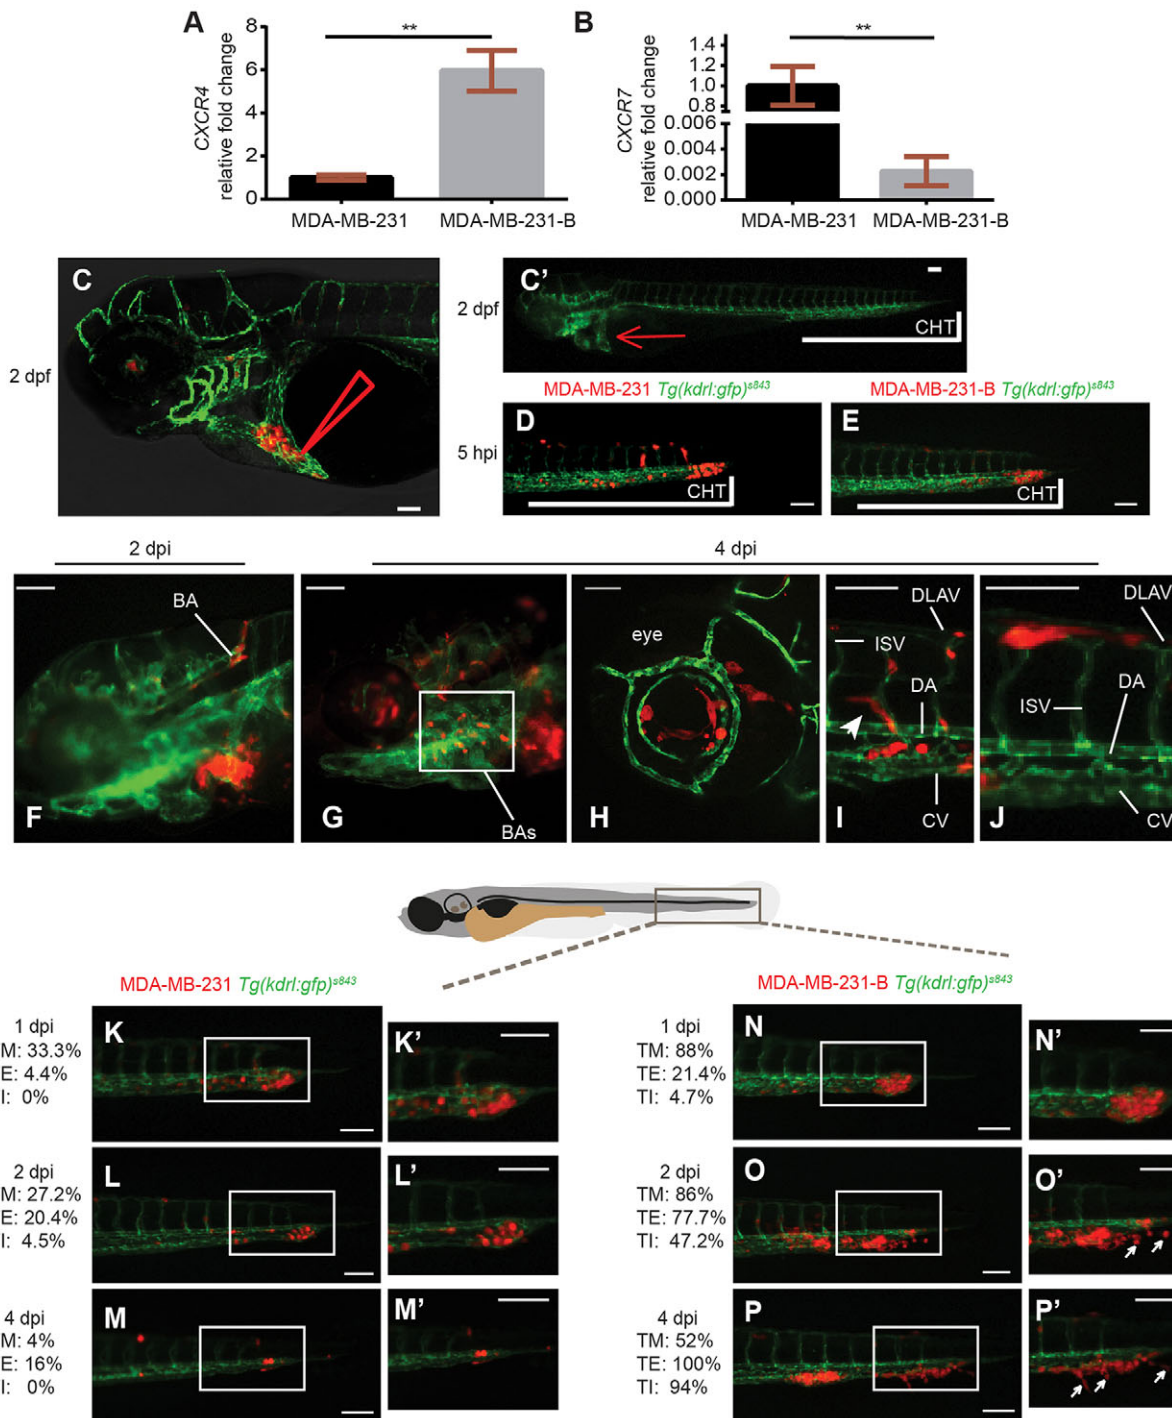 A
B
**
**
CXCR4
relative fold change
8
6
4
2
0
MDA-MB-231
MDA-MB-231-B
CXCR7
relative fold change
1.4
1.2
1.0
0.8
0.006
0.004
0.002
0.000
MDA-MB-231
MDA-MB-231-B
2 dpf
C
2 dpf
C'
CHT
MDA-MB-231 Tg(kdrl:gfp)s843
MDA-MB-231-B Tg(kdrl:gfp)s843
5 hpi
D
CHT
E
CHT
2 dpi
4 dpi
BA
F
G
BAs
eye
H
DLAV
ISV
DA
I
CV
DLAV
ISV
DA
J
CV
MDA-MB-231 Tg(kdrl:gfp)s843
MDA-MB-231-B Tg(kdrl:gfp)s843
1 dpi
M: 33.3%
E: 4.4%
I: 0%
K
K'
1 dpi
TM: 88%
TE: 21.4%
TI: 4.7%
N
N'
2 dpi
M: 27.2%
E: 20.4%
I: 4.5%
L
L'
2 dpi
TM: 86%
TE: 77.7%
TI: 47.2%
O
O'
4 dpi
M: 4%
E: 16%
I: 0%
M
M'
4 dpi
TM: 52%
TE: 100%
TI: 94%
P
P'